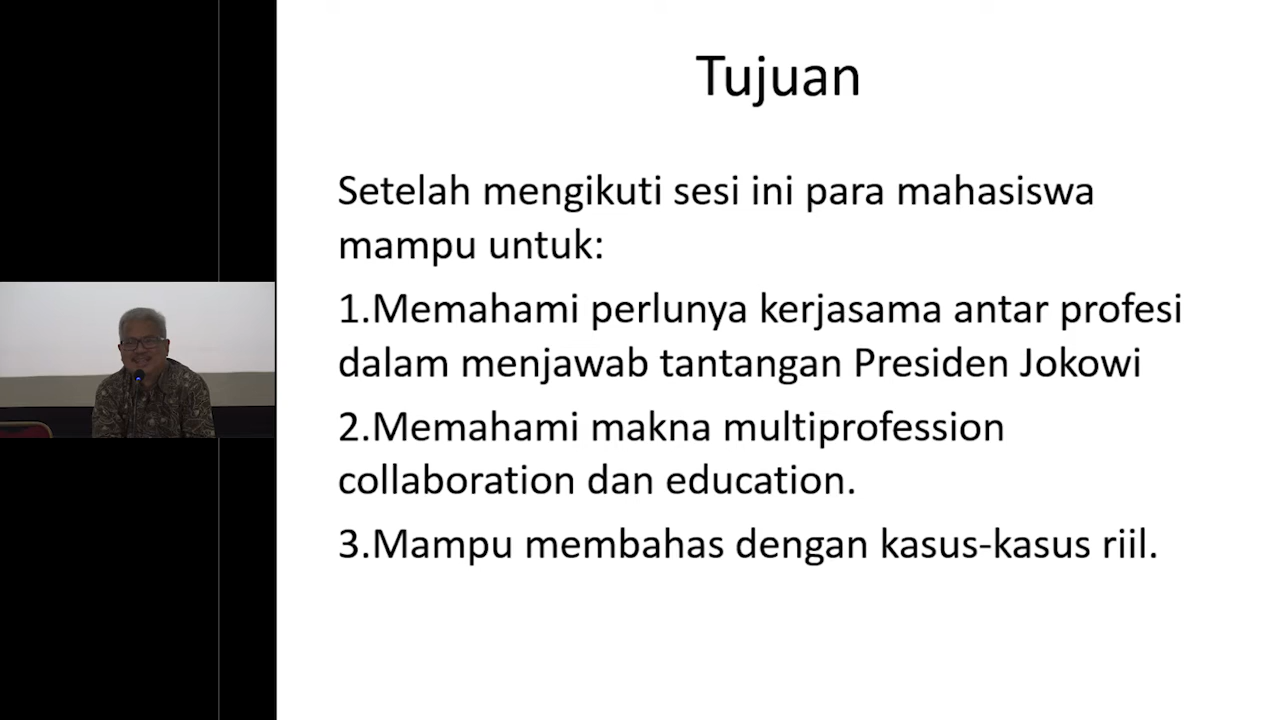 Tujuan
Setelah mengikuti sesi ini para mahasiswa
mampu untuk:
1.Memahami perlunya kerjasama antar profesi
dalam menjawab tantangan Presiden Jokowi
2.Memahami makna multiprofession
collaboration dan education.
3.Mampu membahas dengan kasus-kasus riil.